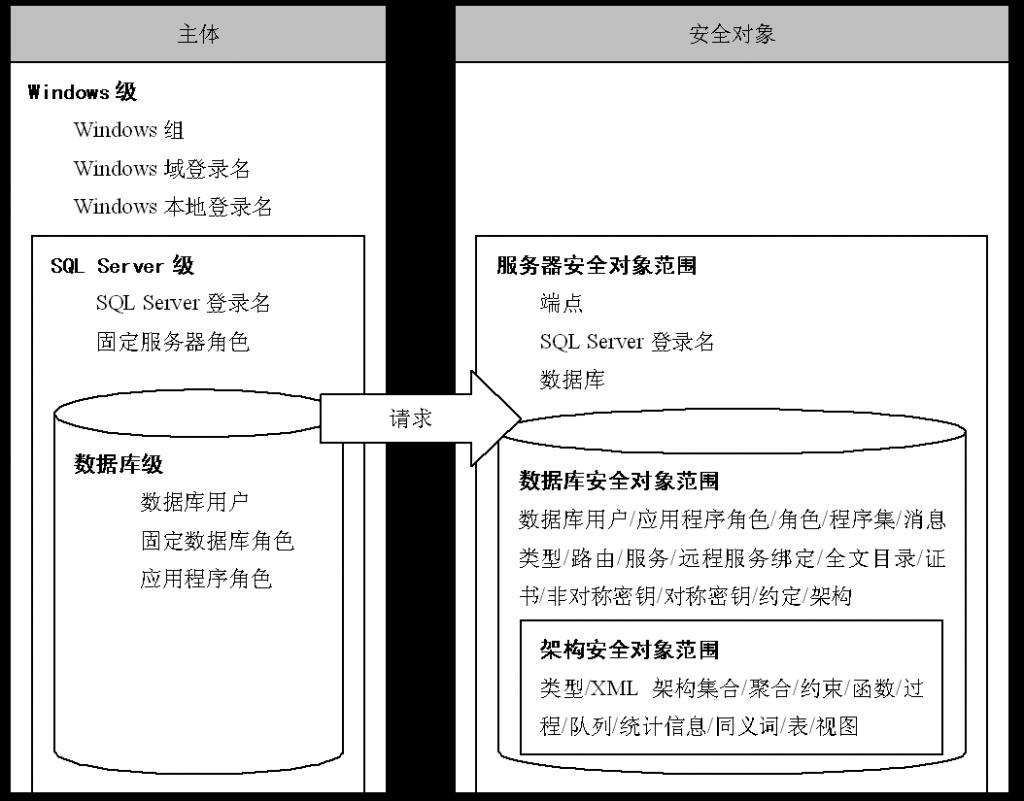 主体
Windows 级
Windows 组
Windows 域登录名
Windows 本地登录名
SQL Server 级
SQL Server 登录名
固定服务器角色
数据库级
数据库用户
固定数据库角色
应用程序角色
请求
安全对象
服务器安全对象范围
端点
SQL Server 登录名
数据库
数据库安全对象范围
数据库用户/应用程序角色/角色/程序集/消息
类型/路由/服务/远程服务绑定/全文目录/证
书/非对称密钥/对称密钥/约定/架构
架构安全对象范围
类型/XML 架构集合/聚合/约束/函数/过
程/队列/统计信息/同义词/表/视图